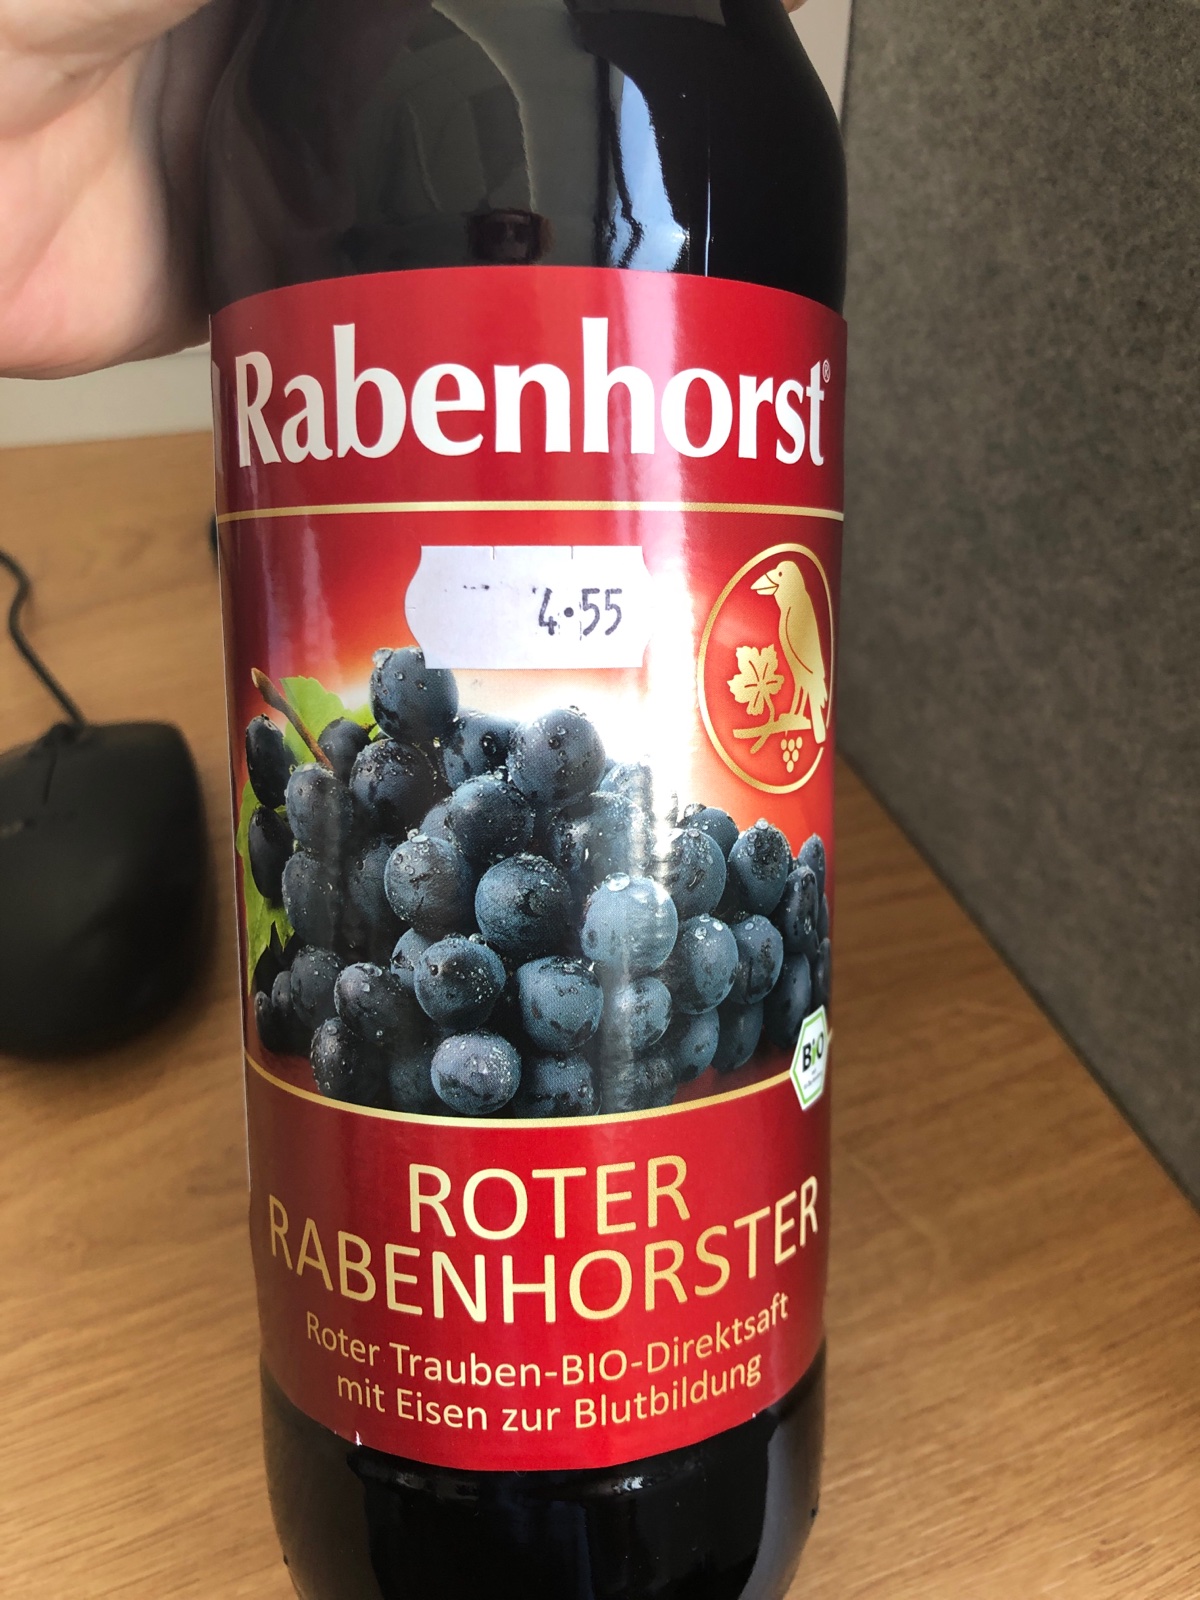 Rabenhorst®
4.55
BIO
ROTER
RABENHORSTER
Roter Trauben-BIO-Direktsaft
mit Eisen zur Blutbildung